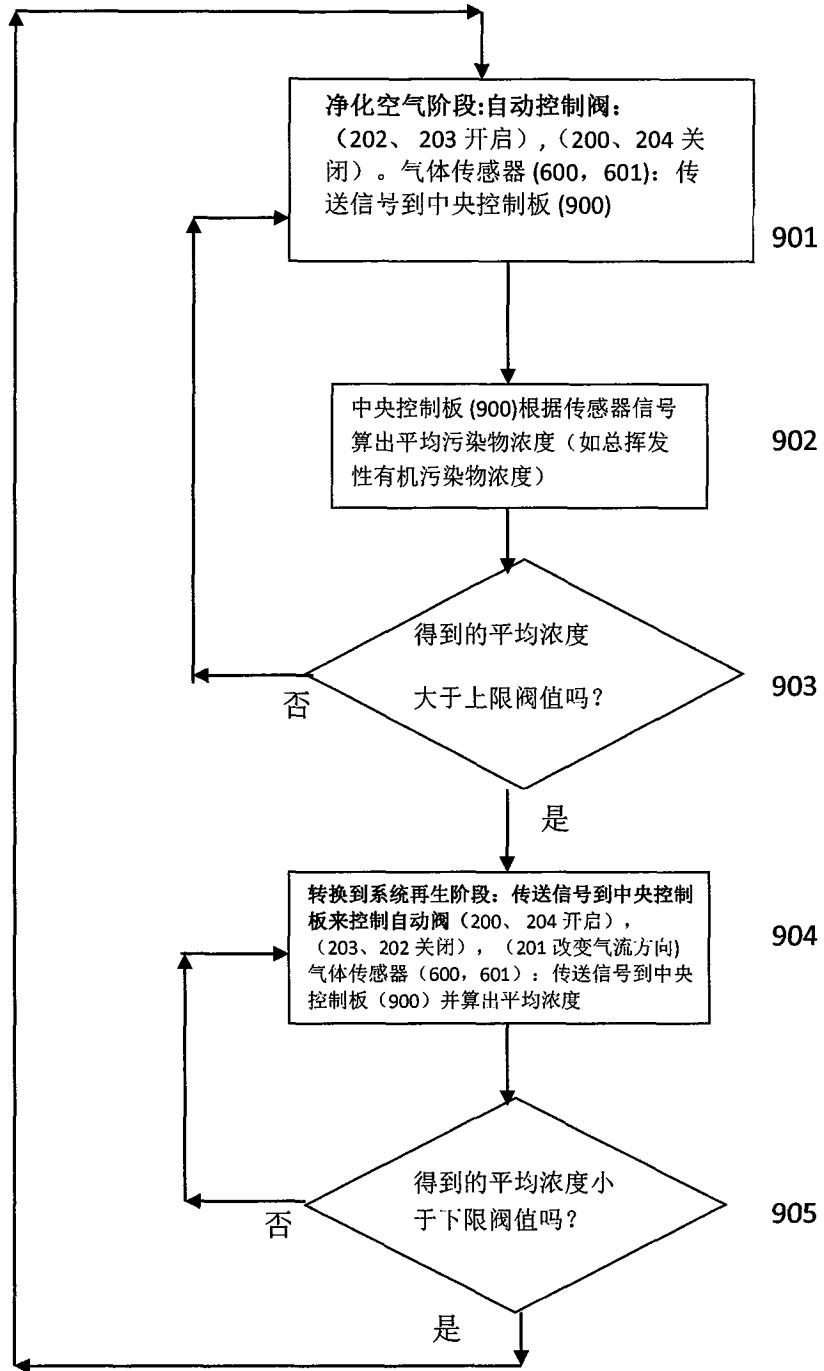 净化空气阶段:自动控制阀：
（202、 203 开启）,（200、204 关
闭）。气体传感器 (600，601)：传
送信号到中央控制板 (900)
901
中央控制板 (900)根据传感器信号
算出平均污染物浓度（如总挥发
性有机污染物浓度）
902
得到的平均浓度
大于上限阀值吗？
903
否
是
转换到系统再生阶段：传送信号到中央控制
板来控制自动阀（200、 204 开启），
（203、202 关闭），（201 改变气流方向)
气体传感器（600，601）：传送信号到中央
控制板（900）并算出平均浓度
904
得到的平均浓度小
于下限阀值吗？
905
否
是